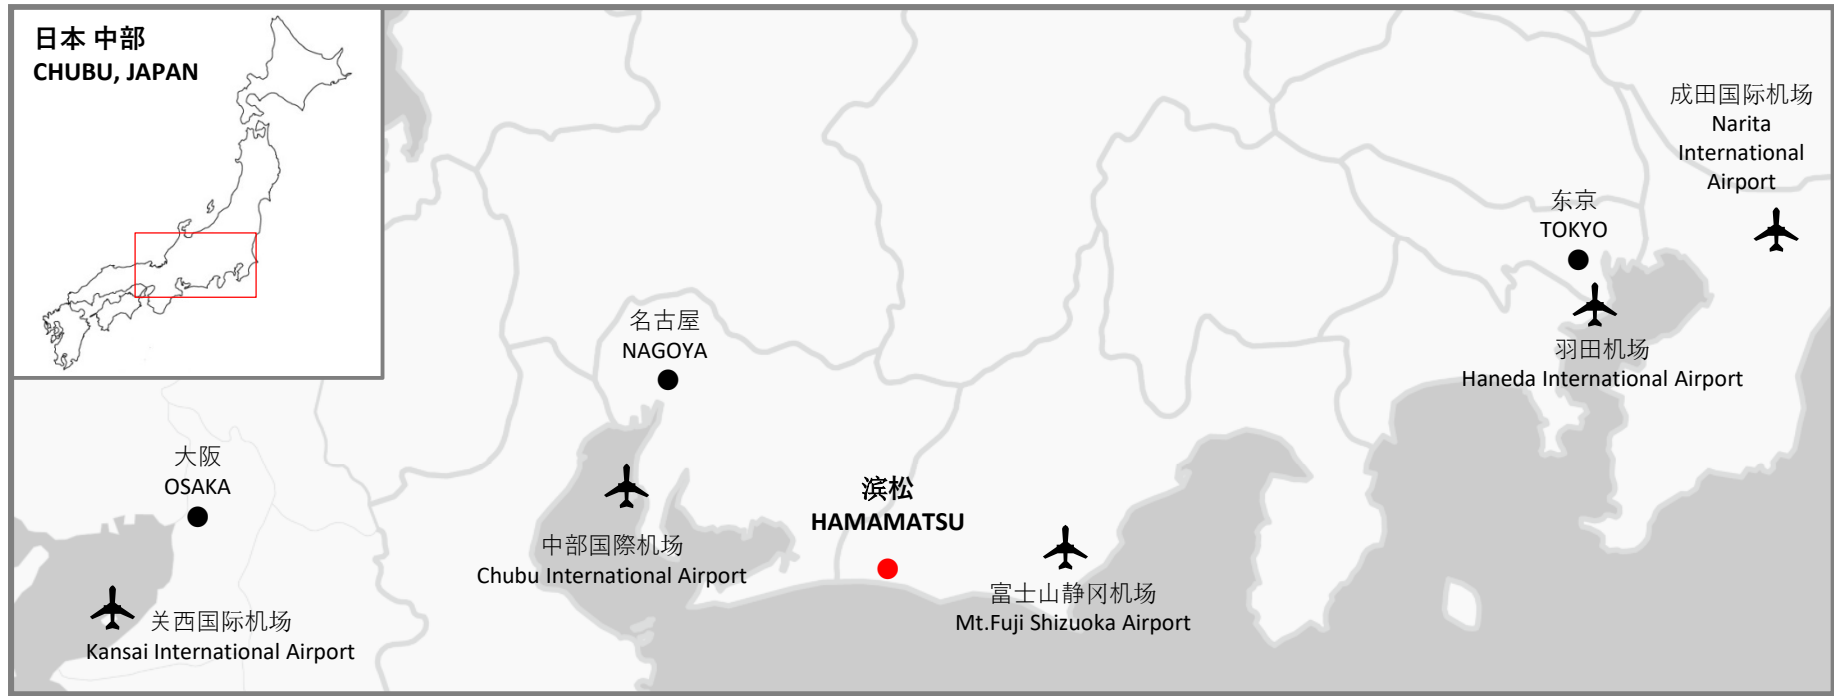 日本 中部
CHUBU, JAPAN
成田国际机场
Narita
International
Airport
东京
TOKYO
羽田机场
Haneda International Airport
名古屋
NAGOYA
大阪
OSAKA
滨松
HAMAMATSU
中部国際机场
Chubu International Airport
富士山静冈机场
Mt.Fuji Shizuoka Airport
关西国际机场
Kansai International Airport